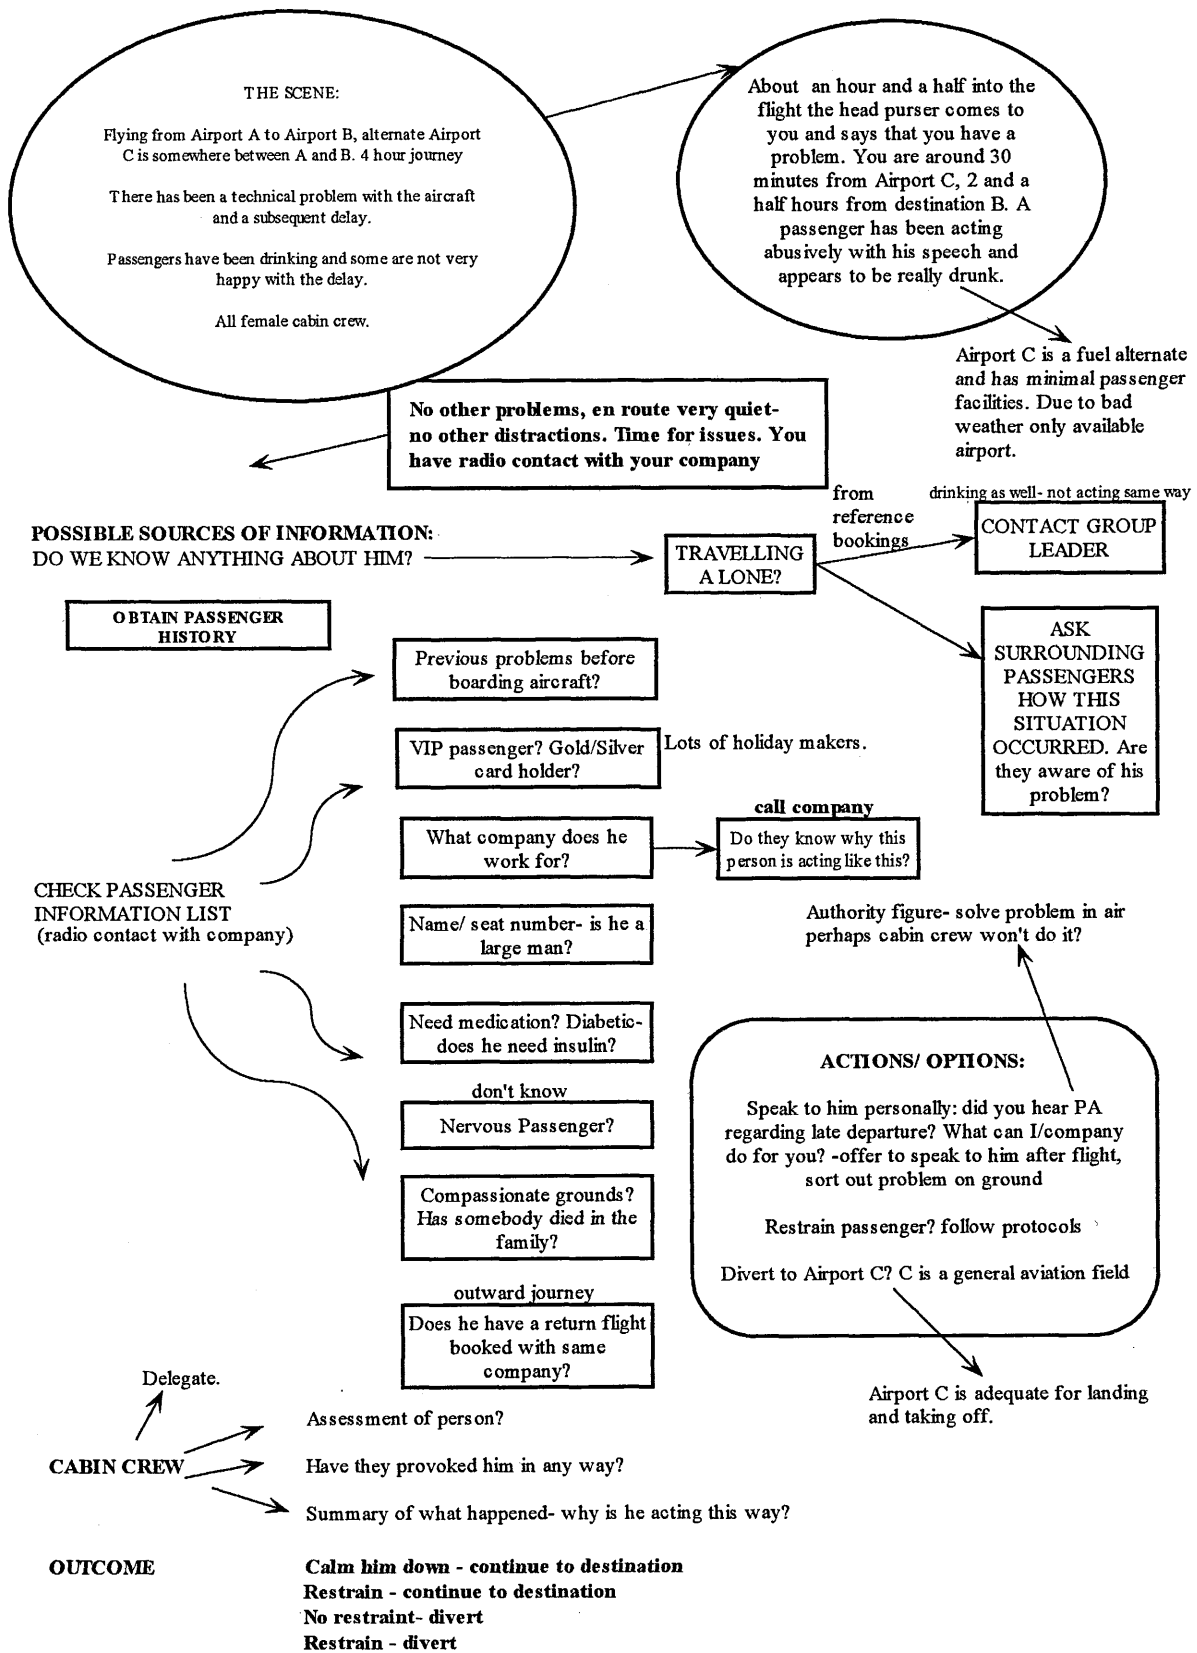 THE SCENE:
Flying from Airport A to Airport B, alternate Airport
C is somewhere between A and B. 4 hour journey
There has been a technical problem with the aircraft
and a subsequent delay.
Passengers have been drinking and some are not very
happy with the delay.
All female cabin crew.
About an hour and a half into the
flight the head purser comes to
you and says that you have a
problem. You are around 30
minutes from Airport C, 2 and a
half hours from destination B. A
passenger has been acting
abusively with his speech and
appears to be really drunk.
Airport C is a fuel alternate
and has minimal passenger
facilities. Due to bad
weather only available
airport.
No other problems, en route very quiet-
no other distractions. Time for issues. You
have radio contact with your company
POSSIBLE SOURCES OF INFORMATION:
DO WE KNOW ANYTHING ABOUT HIM?
TRAVELLING
A LONE?
from
reference
bookings
drinking as well- not acting same way
CONTACT GROUP
LEADER
ASK
SURROUNDING
PASSENGERS
HOW THIS
SITUATION
OCCURRED. Are
they aware of his
problem?
OBTAIN PASSENGER
HISTORY
Previous problems before
boarding aircraft?
VIP passenger? Gold/Silver
card holder?
Lots of holiday makers.
What company does he
work for?
call company
Do they know why this
person is acting like this?
CHECK PASSENGER
INFORMATION LIST
(radio contact with company)
Name/ seat number- is he a
large man?
Need medication? Diabetic-
does he need insulin?
don't know
Nervous Passenger?
Compassionate grounds?
Has somebody died in the
family?
outward journey
Does he have a return flight
booked with same
company?
Authority figure- solve problem in air
perhaps cabin crew won't do it?
ACTIONS/ OPTIONS:
Speak to him personally: did you hear PA
regarding late departure? What can I/company
do for you? -offer to speak to him after flight,
sort out problem on ground
Restrain passenger? follow protocols
Divert to Airport C? C is a general aviation field
Airport C is adequate for landing
and taking off.
Delegate.
CABIN CREW
Assessment of person?
Have they provoked him in any way?
Summary of what happened- why is he acting this way?
OUTCOME
Calm him down - continue to destination
Restrain - continue to destination
No restraint- divert
Restrain - divert